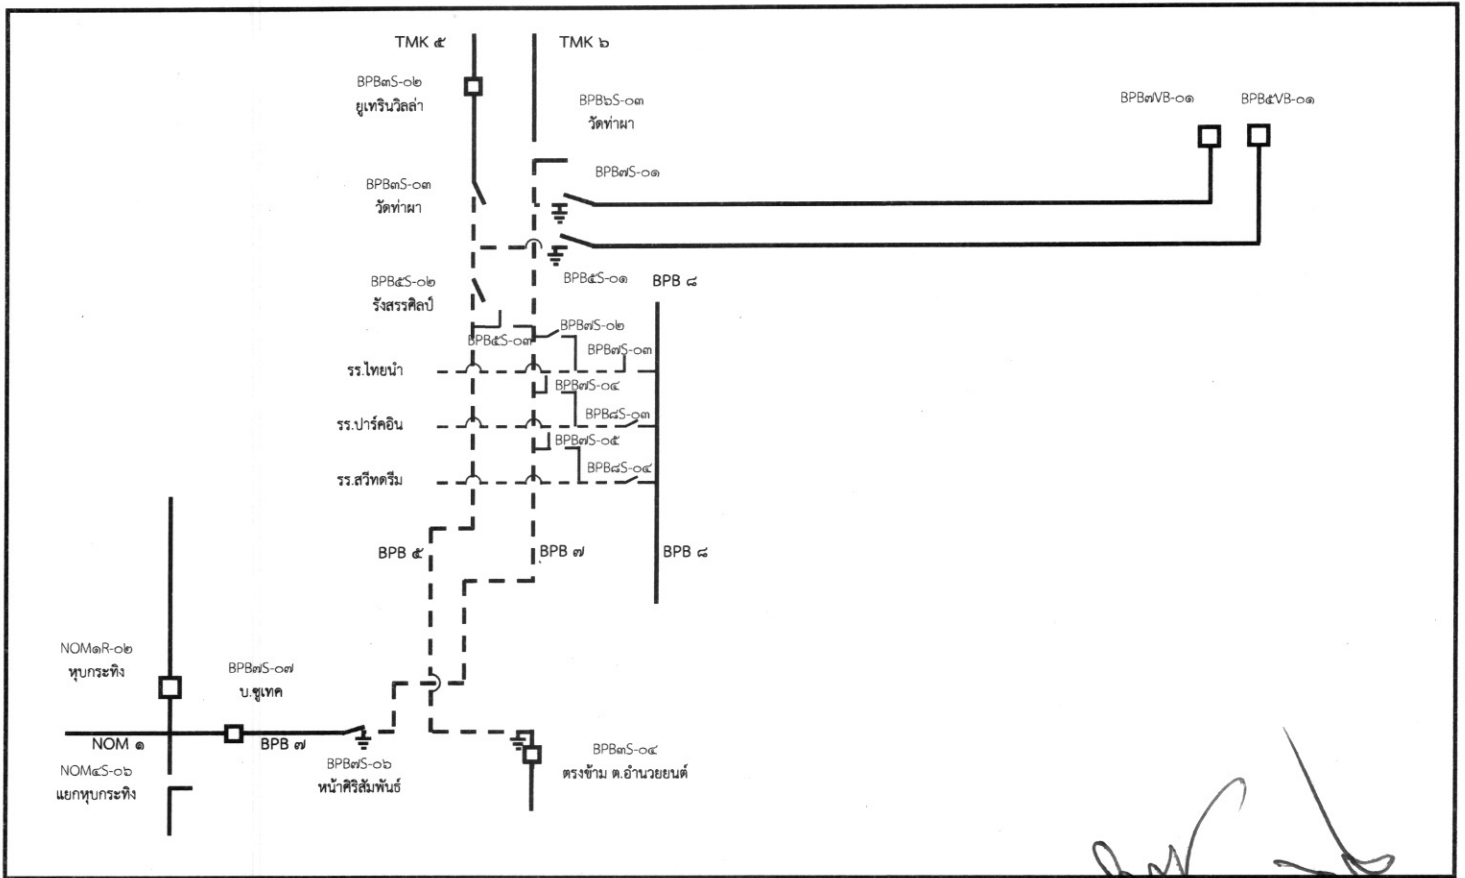 TMK ๕
TMK ๖
BPB๓S-๐๒
ยูเทรินวิลล่า
BPB๖S-๐๓
วัดท่าผา
BPB๗VB-๐๑
BPB๕VB-๐๑
BPB๗S-๐๑
BPB๓S-๐๓
วัดท่าผา
BPB๕S-๐๒
รังสรรศิลป์
BPB๕S-๐๑
BPB ๘
BPB๗S-๐๒
BPB๕S-๐๓
BPB๗S-๐๓
รร.ไทยนำ
BPB๗S-๐๔
BPB๘S-๐๓
รร.ปาร์คอิน
BPB๗S-๐๕
BPB๘S-๐๔
รร.สวีทดรีม
BPB ๕
BPB ๗
BPB ๘
NOM๑R-๐๒
หุบกระทิง
BPB๗S-๐๗
บ.ชูเทค
NOM ๑
BPB ๗
BPB๗S-๐๖
หน้าศิริสัมพันธ์
BPB๓S-๐๔
ตรงข้าม ต.อำนวยยนต์
NOM๔S-๐๖
แยกหุบกระทิง